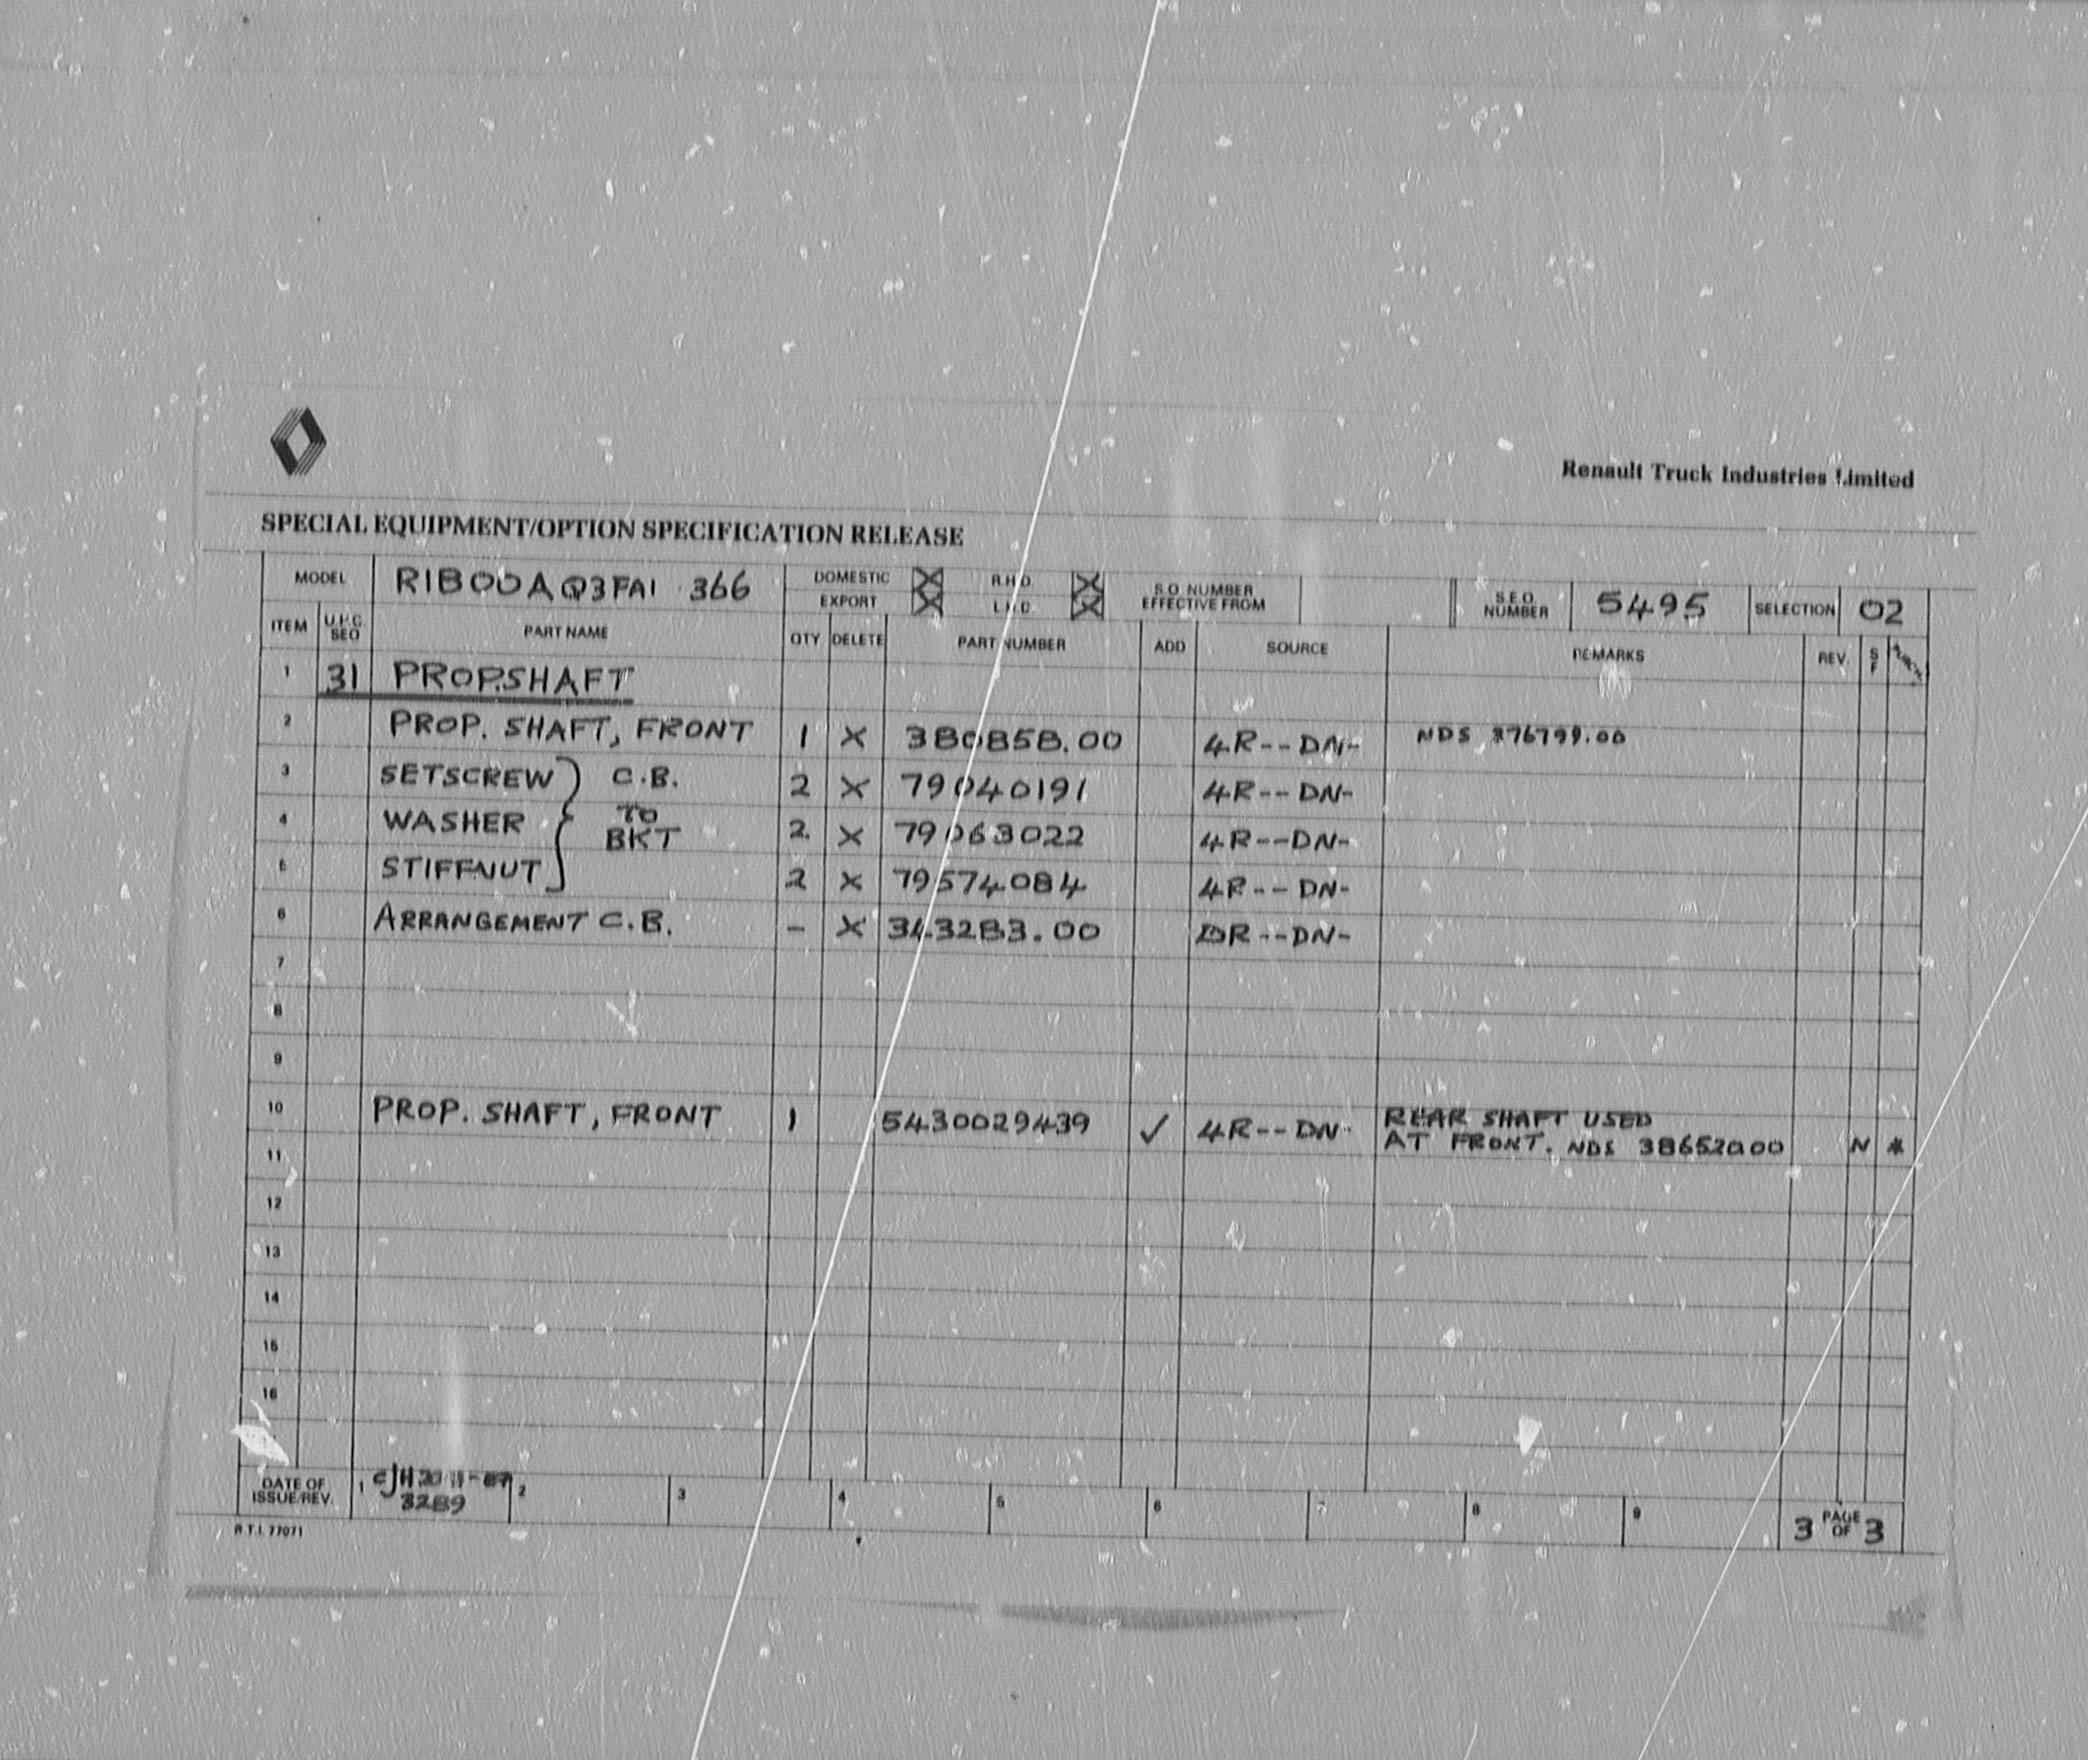 Renault Truck Industries Limited
SPECIAL EQUIPMENT/OPTION SPECIFICATION RELEASE
MODEL R1800A Q3FA1 366 DOMESTIC R.H.D. EXPORT L.H.D. S.O. NUMBER EFFECTIVE FROM S.E.O. NUMBER 5495 SELECTION 02
ITEM U.P.C. SEQ PART NAME QTY DELETE PART NUMBER ADD SOURCE REMARKS REV. S F
1 31 PROPSHAFT
2 PROP. SHAFT, FRONT 1 X 380858.00 4R--DN- NDS 376799.00
3 SETSCREW C.B. 2 X 79040191 4R--DN-
4 WASHER TO BKT 2 X 79063022 4R--DN-
5 STIFFNUT 2 X 79574084 4R--DN-
6 ARRANGEMENT C.B. - X 343283.00 DR--DN-
7
8
9
10 PROP. SHAFT, FRONT 1 5430029439 ✓ 4R--DN- REAR SHAFT USED
11 AT FRONT. NDS 38652000 N *
12
13
14
15
16
DATE OF ISSUE/REV. 1 CJH 3289 2 3 4 5 6 7 8 9 3 PAGE OF 3
R.T.I. 77071